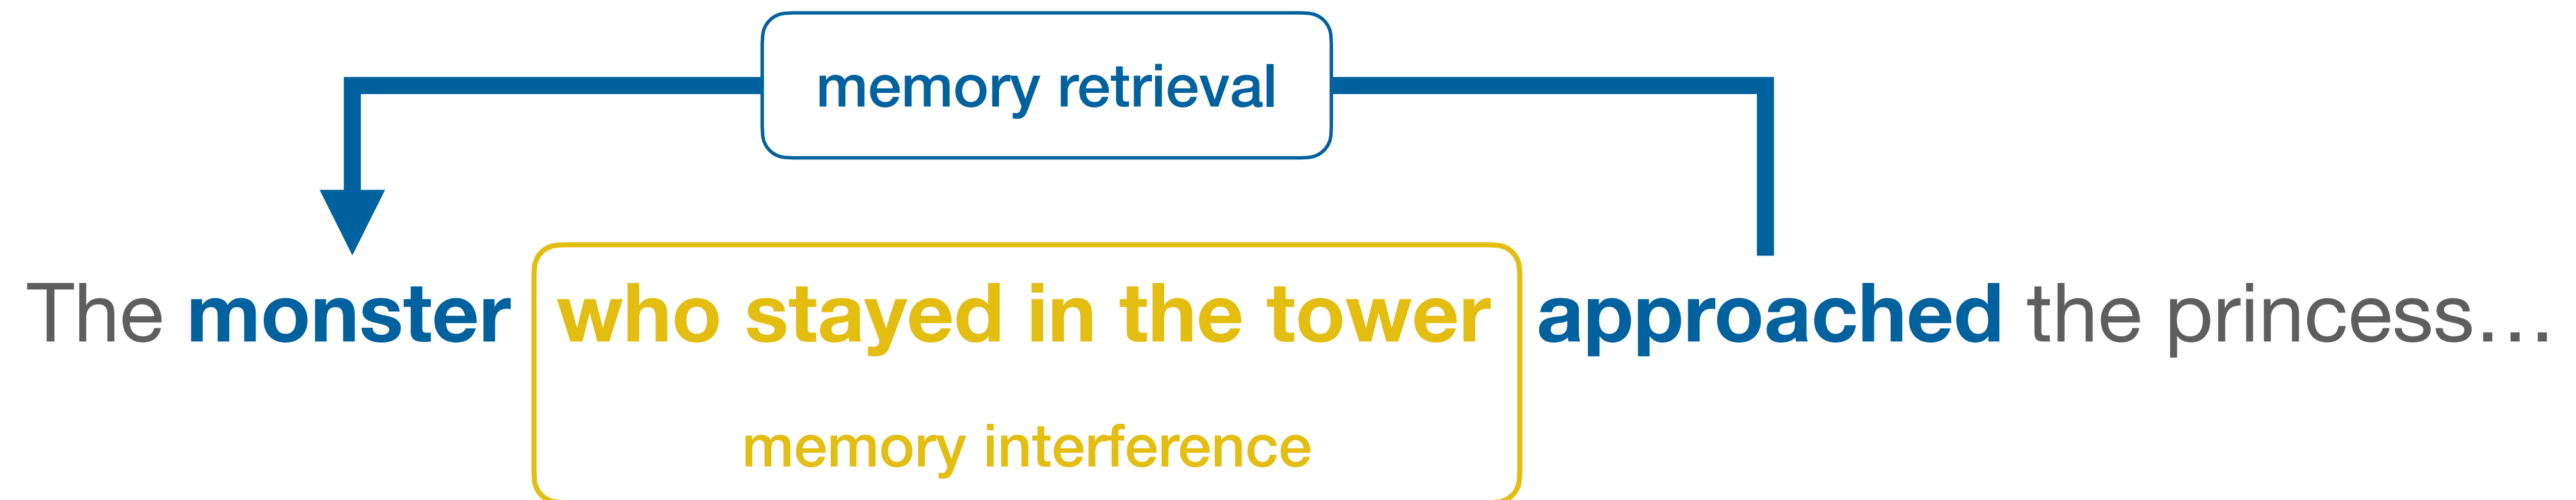 memory retrieval
The monster who stayed in the tower approached the princess…
memory interference